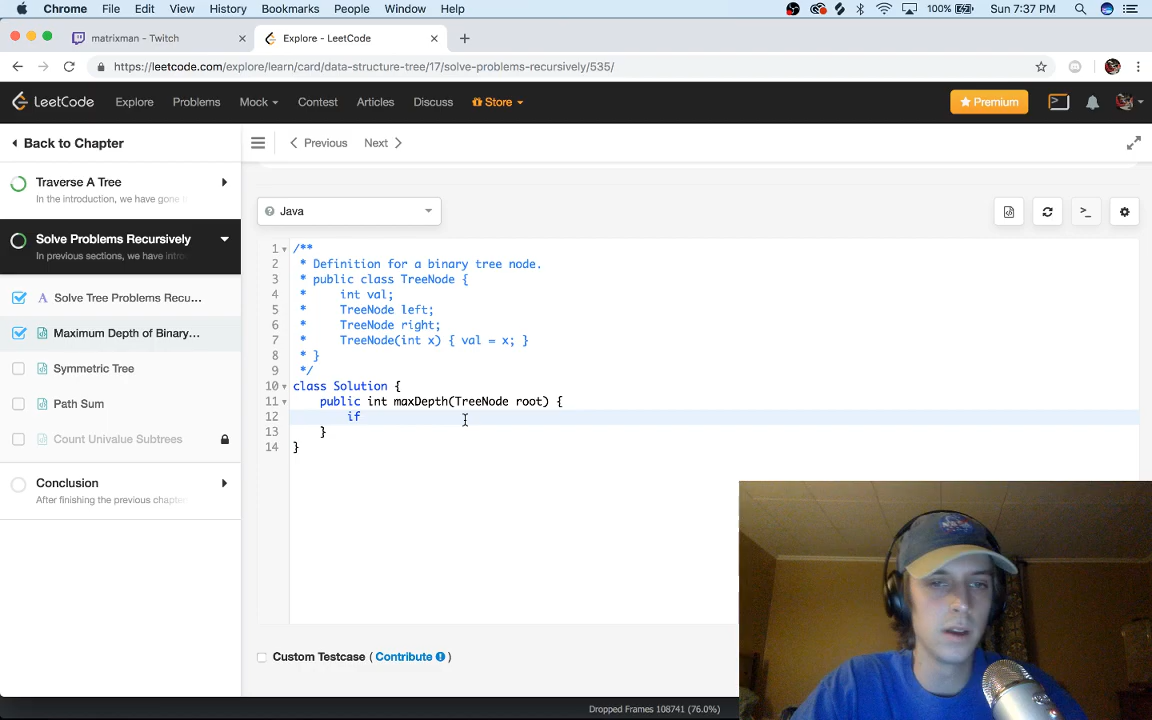 Chrome File Edit View History Bookmarks People Window Help 100% Sun 7:37 PM
matrixman - Twitch × Explore - LeetCode × +
https://leetcode.com/explore/learn/card/data-structure-tree/17/solve-problems-recursively/535/
LeetCode Explore Problems Mock Contest Articles Discuss Store Premium
Back to Chapter
Previous Next
Traverse A Tree
In the introduction, we have gone t
Java
Solve Problems Recursively
In previous sections, we have intro
Solve Tree Problems Recu...
Maximum Depth of Binary...
Symmetric Tree
Path Sum
Count Univalue Subtrees
Conclusion
After finishing the previous chapter
1 /**
2 * Definition for a binary tree node.
3 * public class TreeNode {
4 * int val;
5 * TreeNode left;
6 * TreeNode right;
7 * TreeNode(int x) { val = x; }
8 * }
9 */
10 class Solution {
11 public int maxDepth(TreeNode root) {
12 if
13 }
14 }
Custom Testcase ( Contribute )
Dropped Frames 108741 (76.0%)